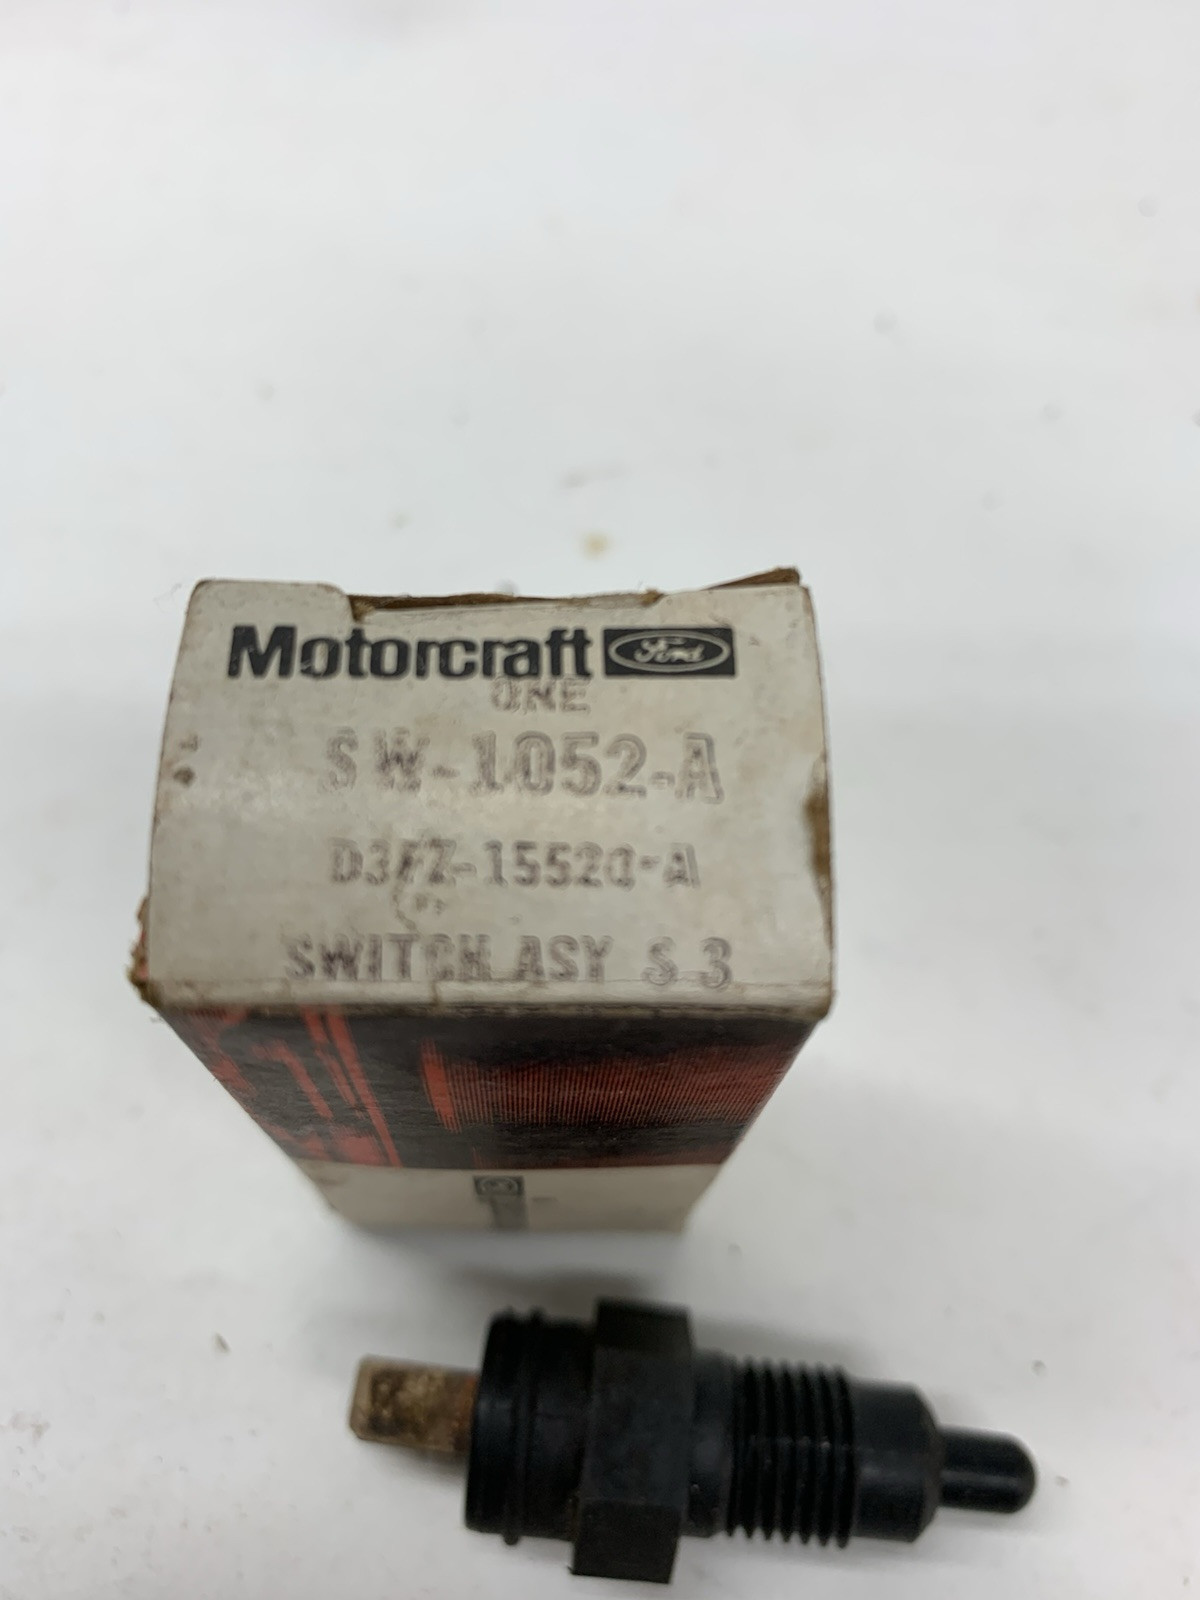 Motorcraft Ford
ONE
SW-1052-A
D3FZ-15520-A
SWITCH ASY S 3